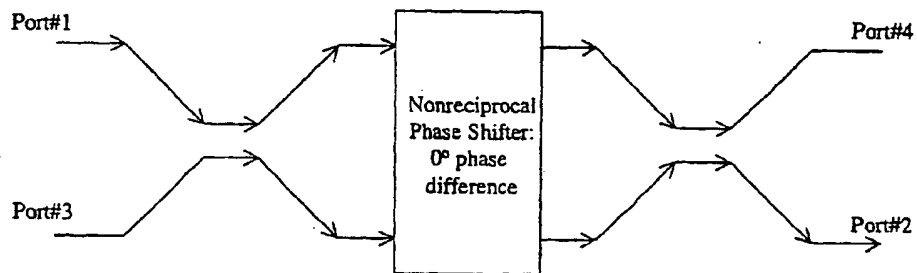 Port#1
Port#4
Nonreciprocal
Phase Shifter:
0° phase
difference
Port#3
Port#2